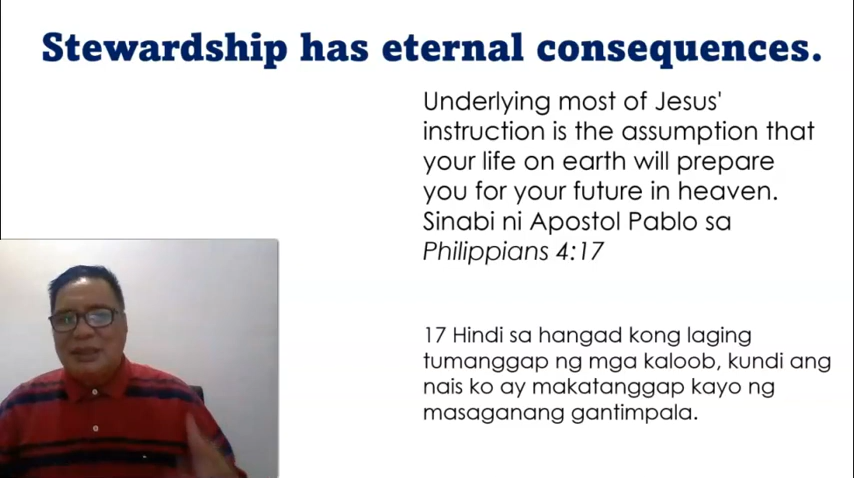 Stewardship has eternal consequences.
Underlying most of Jesus'
instruction is the assumption that
your life on earth will prepare
you for your future in heaven.
Sinabi ni Apostol Pablo sa
Philippians 4:17
17 Hindi sa hangad kong laging
tumanggap ng mga kaloob, kundi ang
nais ko ay makatanggap kayo ng
masaganang gantimpala.